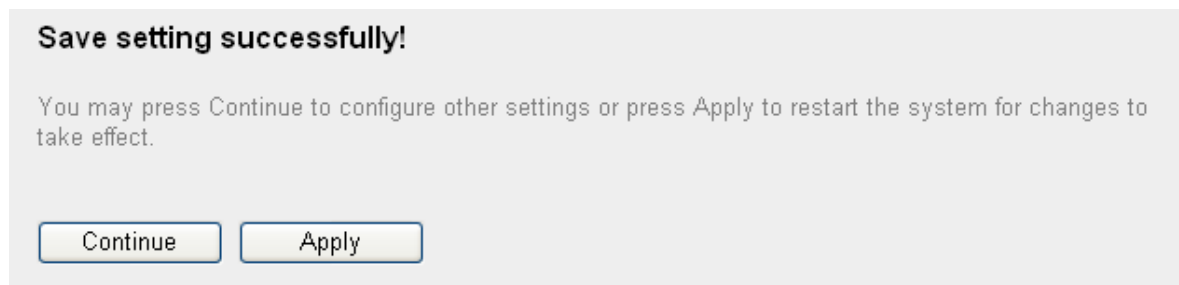 Save setting successfully!
You may press Continue to configure other settings or press Apply to restart the system for changes to
take effect.
Continue Apply